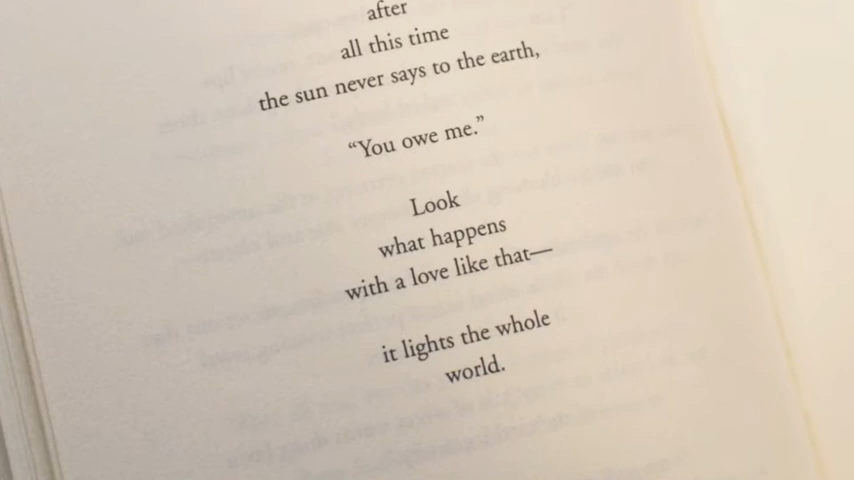 after
all this time
the sun never says to the earth,
“You owe me.”
Look
what happens
with a love like that—
it lights the whole
world.